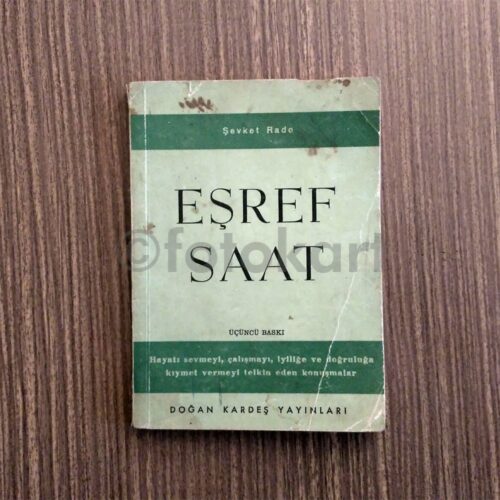 Şevket Rado
EŞREF
SAAT
©fotokart
ÜÇÜNCÜ BASKI
Hayatı sevmeyi, çalışmayı, iyiliğe ve doğruluğa
kıymet vermeyi telkin eden konuşmalar
DOĞAN KARDEŞ YAYINLARI